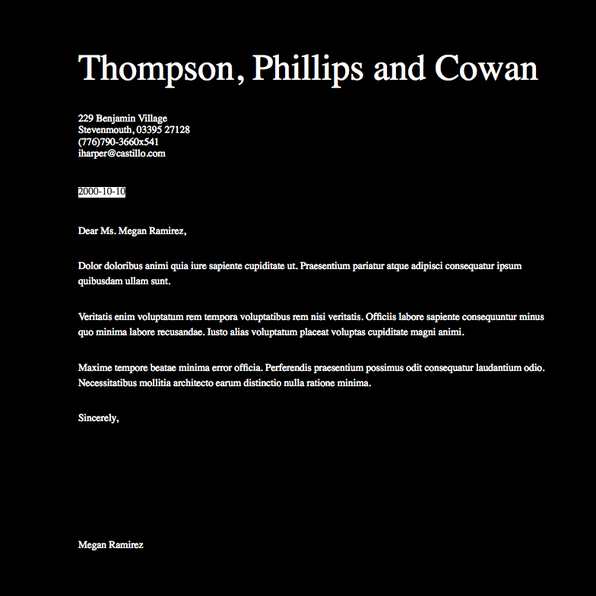 Thompson, Phillips and Cowan
229 Benjamin Village
Stevenmouth, 03395 27128
(776)790-3660x541
iharper@castillo.com
2000-10-10
Dear Ms. Megan Ramirez,
Dolor doloribus animi quia iure sapiente cupiditate ut. Praesentium pariatur atque adipisci consequatur ipsum
quibusdam ullam sunt.
Veritatis enim voluptatum rem tempora voluptatibus rem nisi veritatis. Officiis labore sapiente consequuntur minus
quo minima labore recusandae. Iusto alias voluptatum placeat voluptas cupiditate magni animi.
Maxime tempore beatae minima error officia. Perferendis praesentium possimus odit consequatur laudantium odio.
Necessitatibus mollitia architecto earum distinctio nulla ratione minima.
Sincerely,
Megan Ramirez